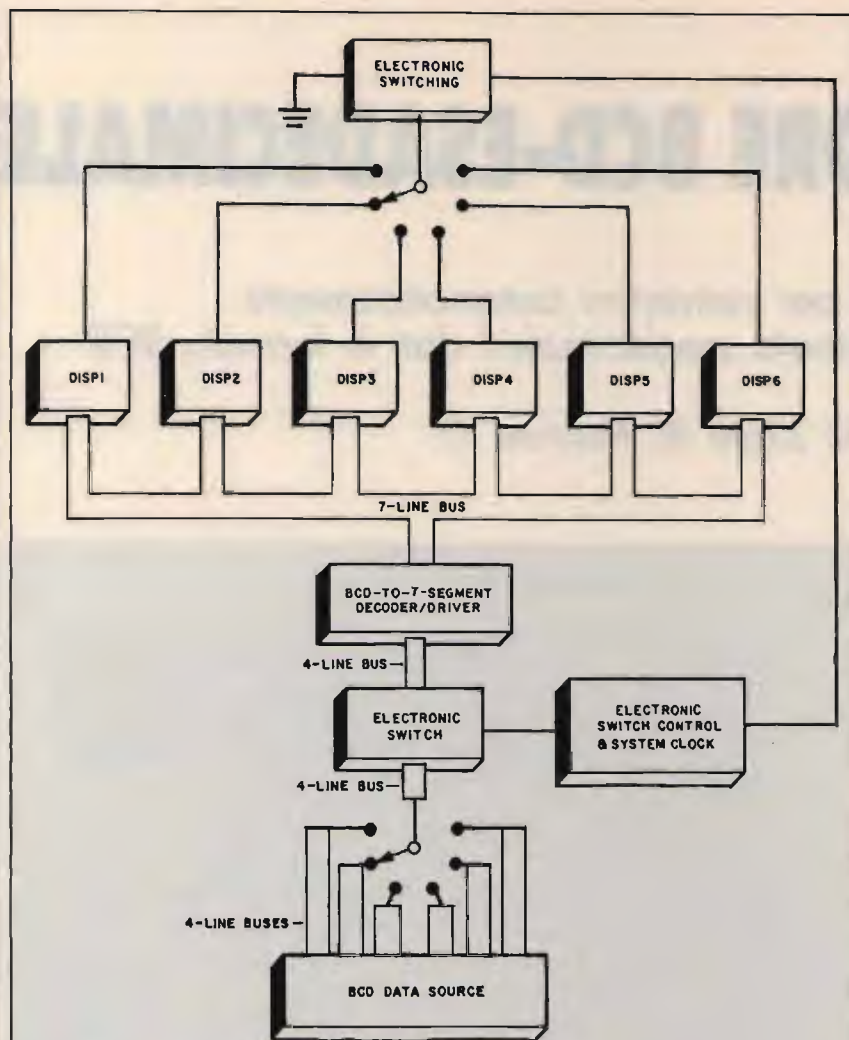 ELECTRONIC
SWITCHING
DISP1
DISP2
DISP3
DISP4
DISP5
DISP6
7-LINE BUS
BCD-TO-7-SEGMENT
DECODER/DRIVER
4-LINE BUS
ELECTRONIC
SWITCH
ELECTRONIC
SWITCH CONTROL
& SYSTEM CLOCK
4-LINE BUS
4-LINE BUSES
BCD DATA SOURCE